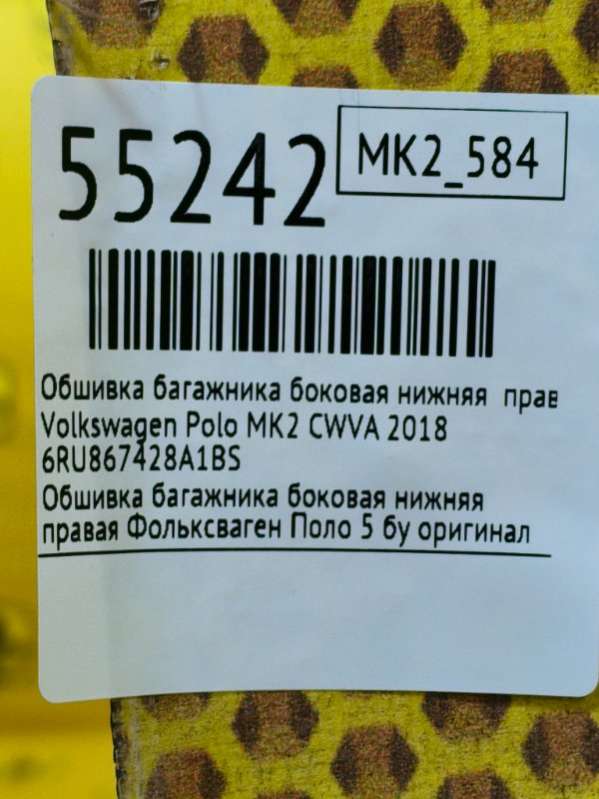 55242
MK2_584
Обшивка багажника боковая нижняя прав
Volkswagen Polo MK2 CWVA 2018
6RU867428A1BS
Обшивка багажника боковая нижняя
правая Фольксваген Поло 5 бу оригинал